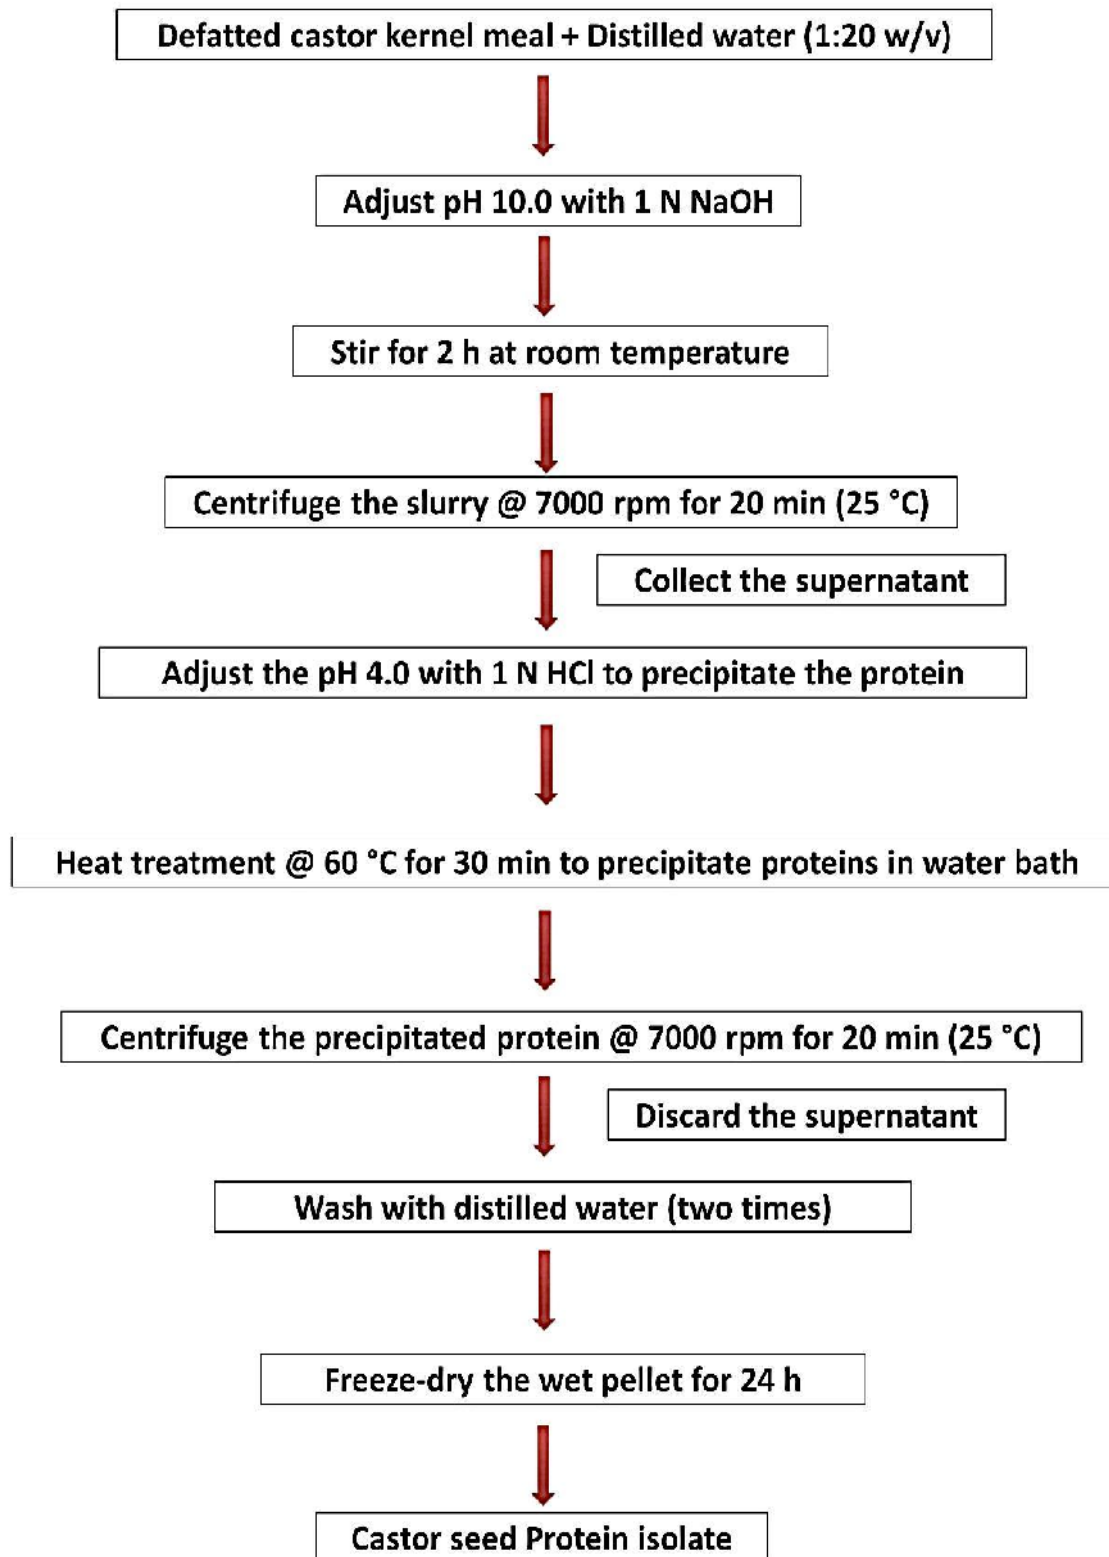 Defatted castor kernel meal + Distilled water (1:20 w/v)
Adjust pH 10.0 with 1 N NaOH
Stir for 2 h at room temperature
Centrifuge the slurry @ 7000 rpm for 20 min (25 °C)
Collect the supernatant
Adjust the pH 4.0 with 1 N HCl to precipitate the protein
Heat treatment @ 60 °C for 30 min to precipitate proteins in water bath
Centrifuge the precipitated protein @ 7000 rpm for 20 min (25 °C)
Discard the supernatant
Wash with distilled water (two times)
Freeze-dry the wet pellet for 24 h
Castor seed Protein isolate